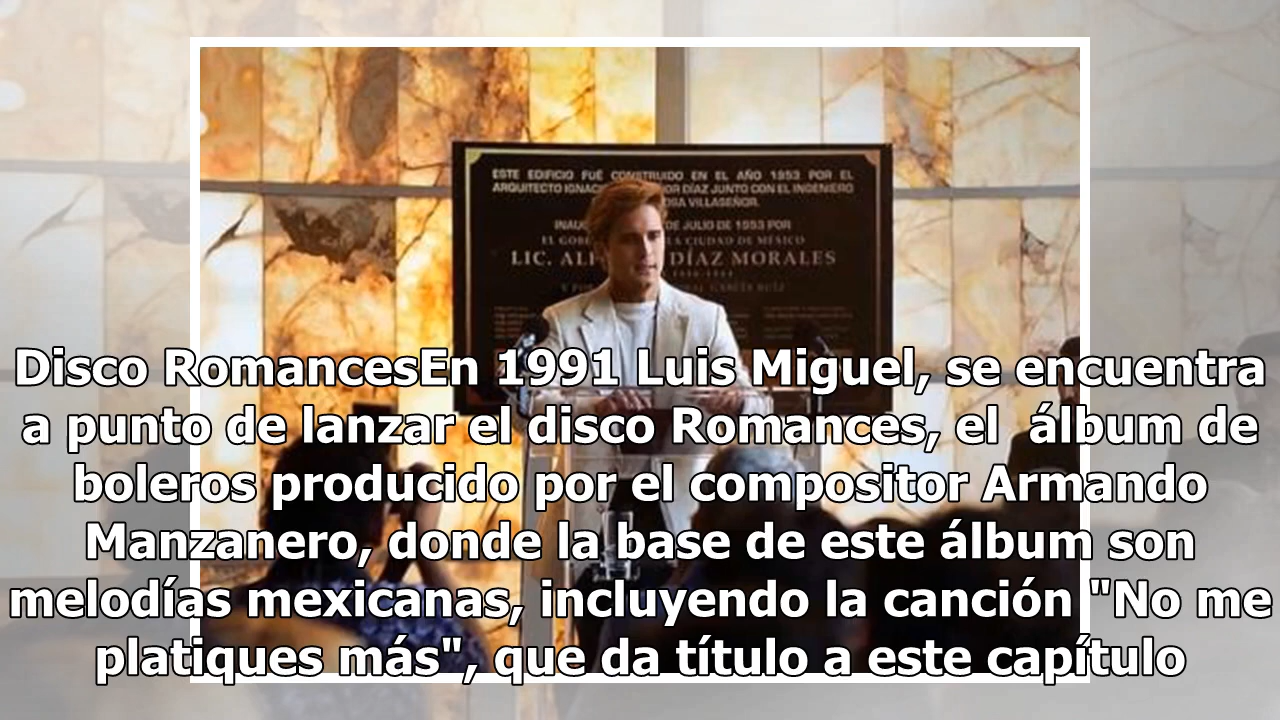 ESTE EDIFICIO FUÉ CONSTRUIDO EN EL AÑO 1953 POR EL
ARQUITECTO DÍAZ JUNTO CON EL INGENIERO
VILLASEÑOR.
DE JULIO DE 1953 POR
LA CIUDAD DE MÉXICO
LIC. DÍAZ MORALES
Disco RomancesEn 1991 Luis Miguel, se encuentra
a punto de lanzar el disco Romances, el álbum de
boleros producido por el compositor Armando
Manzanero, donde la base de este álbum son
melodías mexicanas, incluyendo la canción "No me
platiques más", que da título a este capítulo